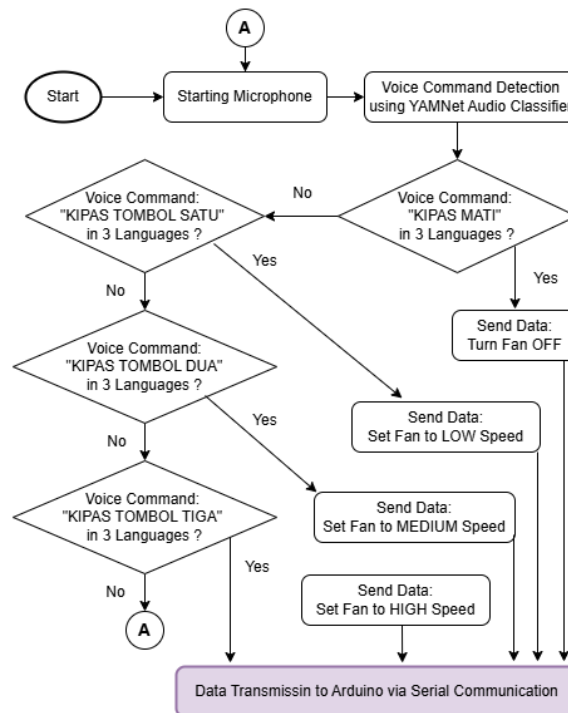 A
Start
Starting Microphone
Voice Command Detection
using YAMNet Audio Classifier
Voice Command:
"KIPAS MATI"
in 3 Languages ?
No
Yes
Voice Command:
"KIPAS TOMBOL SATU"
in 3 Languages ?
Yes
No
Send Data:
Turn Fan OFF
Voice Command:
"KIPAS TOMBOL DUA"
in 3 Languages ?
Yes
No
Send Data:
Set Fan to LOW Speed
Voice Command:
"KIPAS TOMBOL TIGA"
in 3 Languages ?
Yes
No
Send Data:
Set Fan to MEDIUM Speed
Send Data:
Set Fan to HIGH Speed
A
Data Transmissin to Arduino via Serial Communication